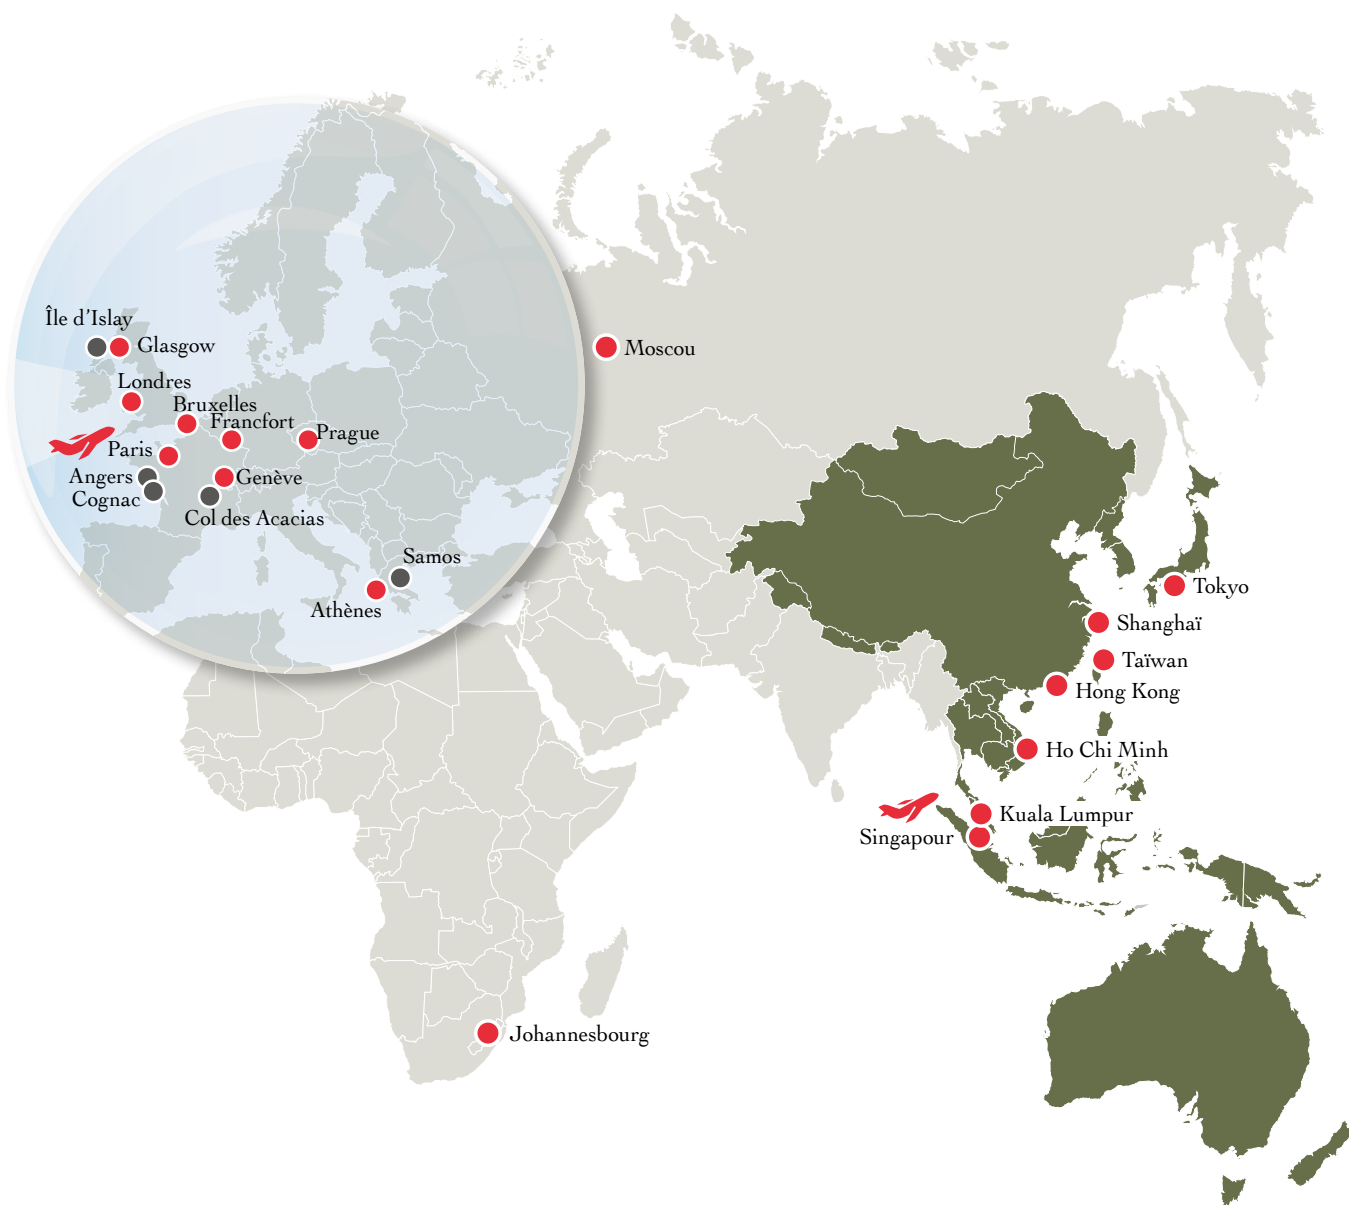 Île d'Islay
Glasgow
Moscou
Londres
Bruxelles
Francfort
Prague
Paris
Angers
Genève
Cognac
Col des Acacias
Samos
Athènes
Tokyo
Shanghaï
Taïwan
Hong Kong
Ho Chi Minh
Kuala Lumpur
Singapour
Johannesbourg